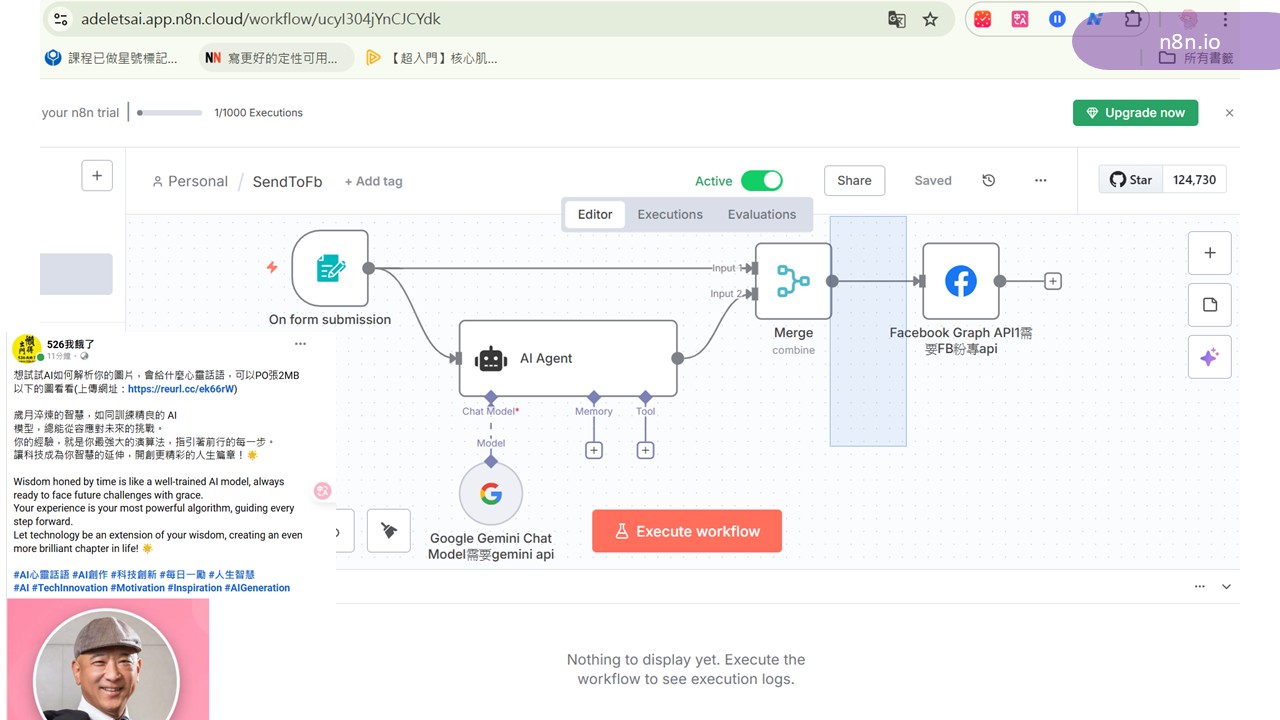 adeletsai.app.n8n.cloud/workflow/ucyI304jYnCJCYdk
n8n.io
課程已做星號標記...
NN 寫更好的定性可用...
【超入門】核心肌...
所有書籤
your n8n trial
1/1000 Executions
Upgrade now
Personal / SendToFb + Add tag
Active
Share
Saved
Star 124,730
Editor
Executions
Evaluations
On form submission
Input 1
Input 2
Merge
combine
Facebook Graph API1需
要FB粉專api
AI Agent
Chat Model*
Memory
Tool
Model
Google Gemini Chat
Model需要gemini api
Execute workflow
Nothing to display yet. Execute the
workflow to see execution logs.
526我餓了
11分鐘
想試試AI如何解析你的圖片，會給什麼心靈話語，可以PO張2MB
以下的圖看看(上傳網址：https://reurl.cc/ek66rW)
歲月淬煉的智慧，如同訓練精良的 AI
模型，總能從容應對未來的挑戰。
你的經驗，就是你最強大的演算法，指引著前行的每一步。
讓科技成為你智慧的延伸，開創更精彩的人生篇章！🌟
Wisdom honed by time is like a well-trained AI model, always
ready to face future challenges with grace.
Your experience is your most powerful algorithm, guiding every
step forward.
Let technology be an extension of your wisdom, creating an even
more brilliant chapter in life! 🌟
#AI心靈話語 #AI創作 #科技創新 #每日一勵 #人生智慧
#AI #TechInnovation #Motivation #Inspiration #AIGeneration